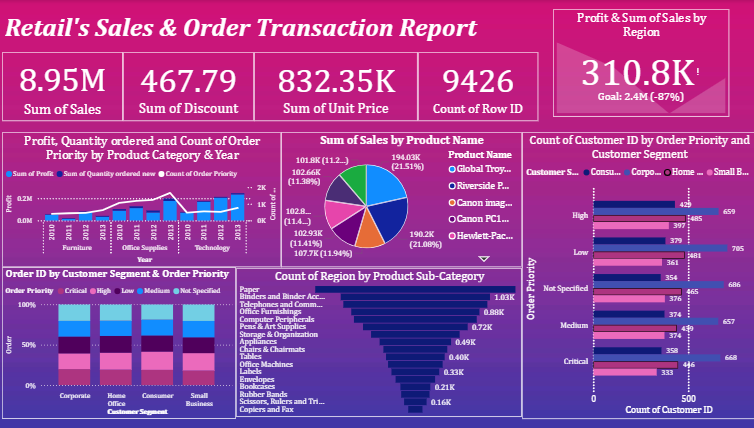 Retail's Sales & Order Transaction Report
Profit & Sum of Sales by
Region
310.8K!
Goal: 2.4M (-87%)
8.95M
Sum of Sales
467.79
Sum of Discount
832.35K
Sum of Unit Price
9426
Count of Row ID
Profit, Quantity ordered and Count of Order
Priority by Product Category & Year
Sum of Profit Sum of Quantity ordered new Count of Order Priority
Profit
0.2M
0.0M
2K
1K
0K
Count of ...
2010 2011 2012 2013 2010 2011 2012 2013 2010 2011 2012 2013
Furniture Office Supplies Technology
Year
Sum of Sales by Product Name
101.8K (11.2...)
102.66K
(11.38%)
102.8...
(11.4...)
102.93K
(11.41%)
107.7K (11.94%)
194.03K
(21.51%)
190.2K
(21.08%)
Product Name
Global Troy...
Riverside P...
Canon imag...
Canon PC1...
Hewlett-Pac...
Count of Customer ID by Order Priority and
Customer Segment
Customer S... Consu... Corpo... Home ... Small B...
Order Priority
High
429
659
485
397
Low
379
785
481
361
Not Specified
354
686
465
376
Medium
374
657
374
Critical
358
668
333
0 500
Count of Customer ID
Order ID by Customer Segment & Order Priority
Order Priority Critical High Low Medium Not Specified
Order
100%
50%
0%
Corporate Home Office Consumer Small Business
Customer Segment
Count of Region by Product Sub-Category
Paper
Binders and Binder Acc... 1.03K
Telephones and Comm...
Office Furnishings 0.88K
Computer Peripherals
Pens & Art Supplies 0.72K
Storage & Organization
Appliances 0.49K
Chairs & Chairmats
Tables 0.40K
Office Machines
Labels 0.33K
Envelopes
Bookcases 0.21K
Rubber Bands
Scissors, Rulers and Tri... 0.16K
Copiers and Fax